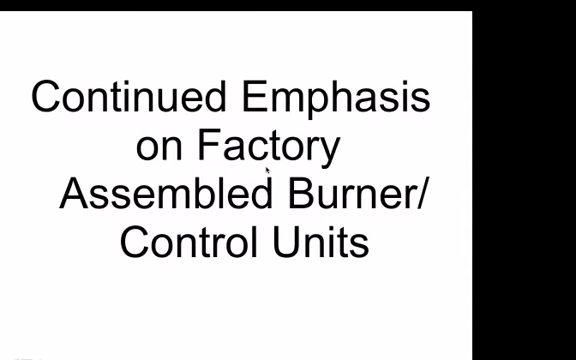 Continued Emphasis
on Factory
Assembled Burner/
Control Units